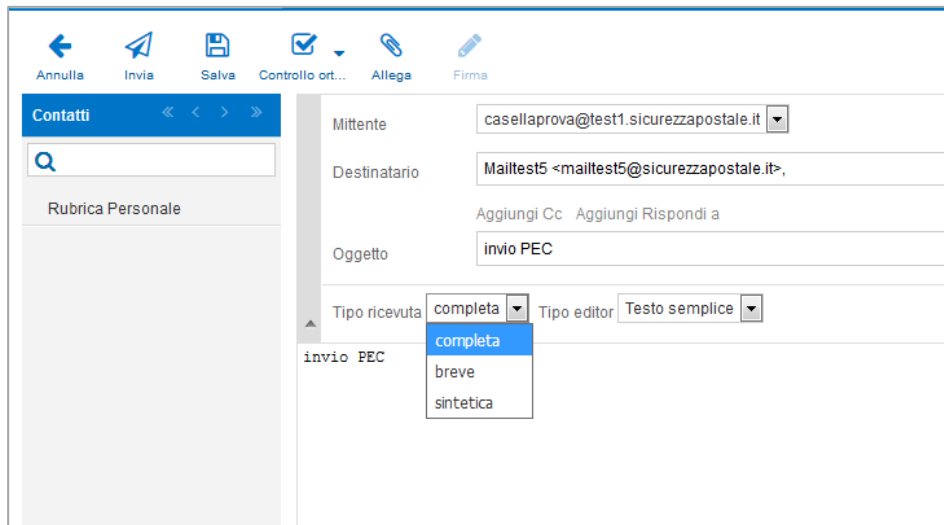 Annulla Invia Salva Controllo ort... Allega Firma
Contatti
Rubrica Personale
Mittente casellaprova@test1.sicurezzapostale.it
Destinatario Mailtest5 <mailtest5@sicurezzapostale.it>,
Aggiungi Cc Aggiungi Rispondi a
Oggetto invio PEC
Tipo ricevuta completa Tipo editor Testo semplice
completa
breve
sintetica
invio PEC